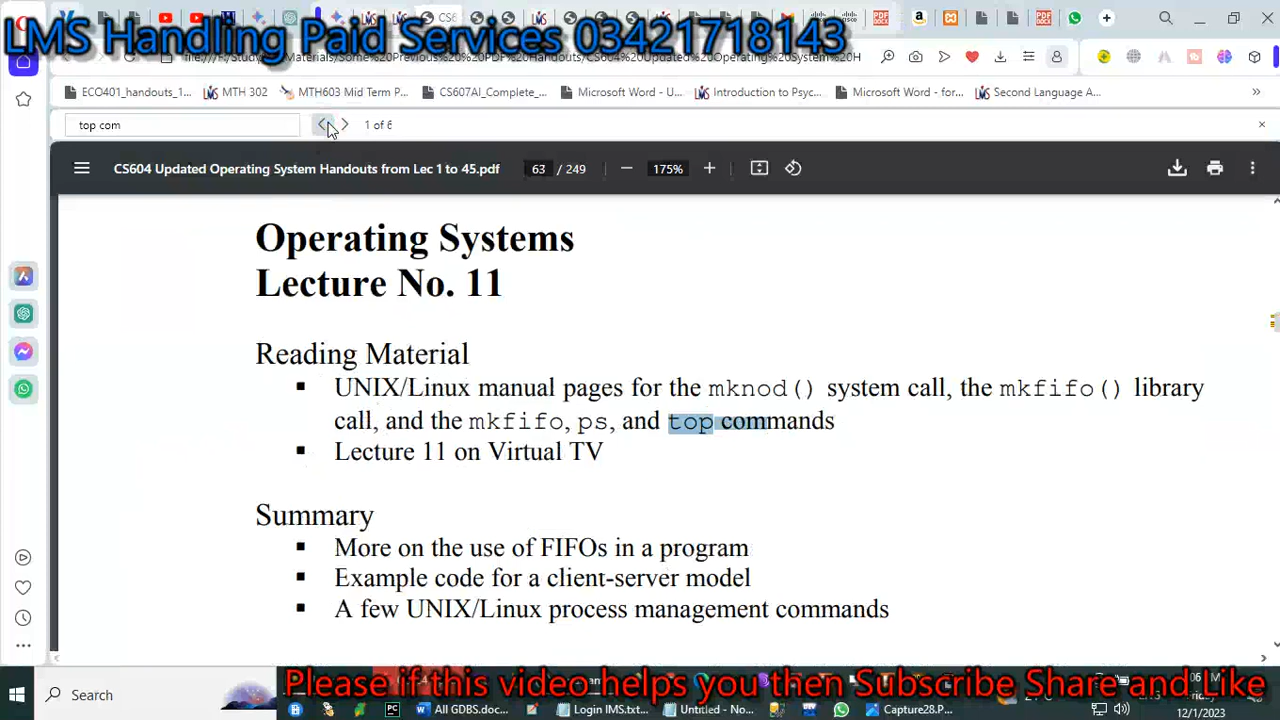 LMS Handling Paid Services 03421718143
ECO401_handouts_1...
MTH 302
MTH603 Mid Term P...
CS607AI_Complete_...
Microsoft Word - U...
Introduction to Psyc...
Microsoft Word - for...
Second Language A...
top com
1 of 6
CS604 Updated Operating System Handouts from Lec 1 to 45.pdf
63 / 249
175%
Operating Systems
Lecture No. 11
Reading Material
▪ UNIX/Linux manual pages for the mknod() system call, the mkfifo() library
call, and the mkfifo, ps, and top commands
▪ Lecture 11 on Virtual TV
Summary
▪ More on the use of FIFOs in a program
▪ Example code for a client-server model
▪ A few UNIX/Linux process management commands
Please if this video helps you then Subscribe Share and Like
Search
All GDBS.doc...
Login IMS.txt...
Untitled - No...
Capture28.P...
12/1/2023